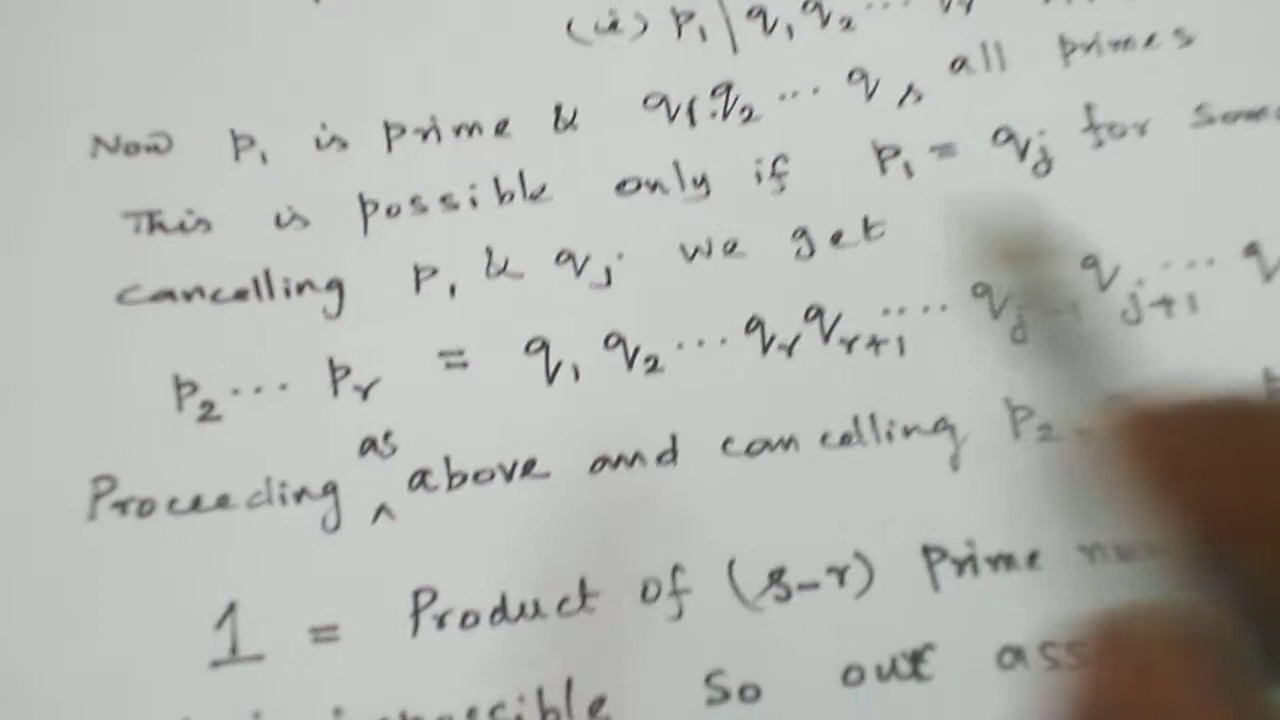 (ie) p₁ | q₁ q₂ ...
Now p₁ is prime & q₁.q₂ ... qₛ all primes
This is possible only if p₁ = qⱼ for
cancelling p₁ & qⱼ we get
p₂ ... pᵣ = q₁ q₂ ... qᵣ qᵣ₊₁ .... qⱼ₋₁ qⱼ₊₁ ... q
Proceeding ^as above and cancelling p₂
1 = Product of (s-r) prime
So our